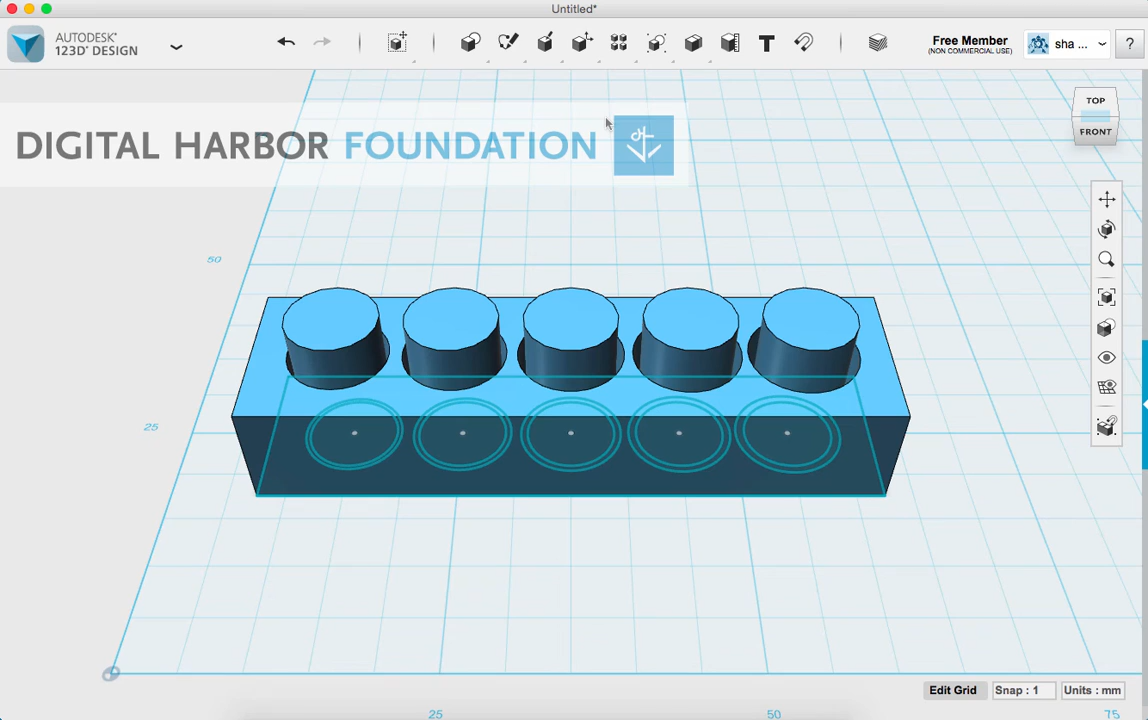 Untitled*
AUTODESK®
123D® DESIGN
Free Member
(NON COMMERCIAL USE)
sha ...
?
T
TOP
FRONT
DIGITAL HARBOR FOUNDATION
50
25
Edit Grid
Snap : 1
Units : mm
25
50
75